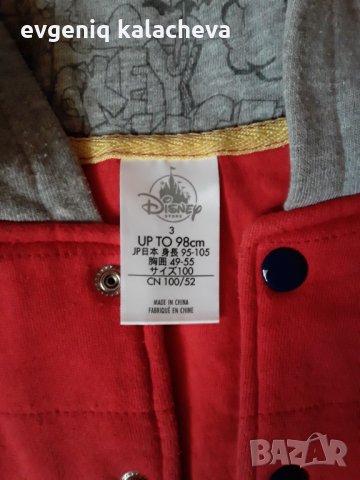 evgeniq kalacheva
Disney
STORE
3
UP TO 98cm
JP日本 身長 95-105
胸囲 49-55
サイズ100
CN 100/52
MADE IN CHINA
FABRIQUÉ EN CHINE
BAZAR